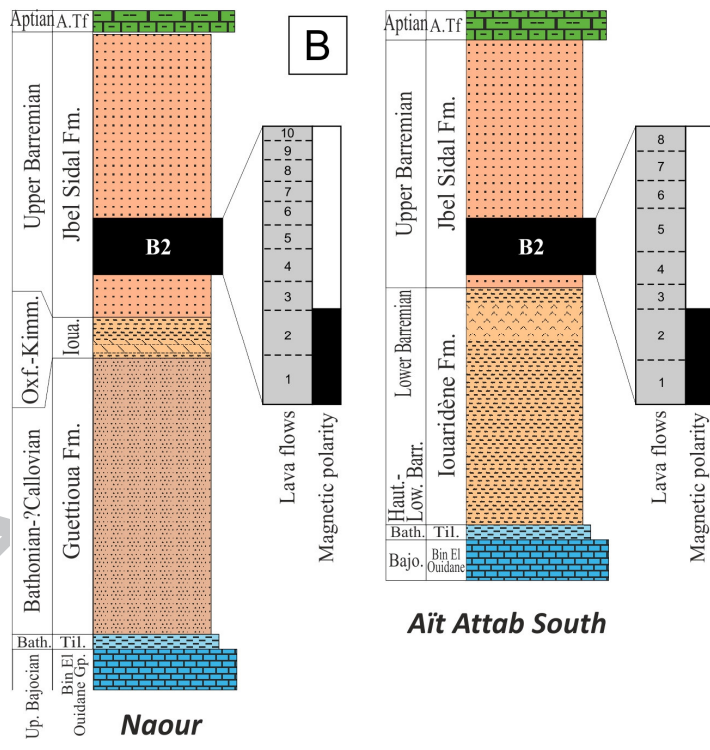 B
Aptian A.Tf
Upper Barremian
Jbel Sidal Fm.
B2
Oxf.-Kimm.
Ioua.
Bathonian-?Callovian
Guettioua Fm.
Bath. Til.
Up. Bajocian
Bin El
Ouidane Gp.
10
9
8
7
6
5
4
3
2
1
Lava flows
Magnetic polarity
Naour
Aptian A.Tf
Upper Barremian
Jbel Sidal Fm.
B2
Lower Barremian
Iouaridène Fm.
Haut.-
Low. Barr.
Bath. Til.
Bajo. Bin El
Ouidane
8
7
6
5
4
3
2
1
Lava flows
Magnetic polarity
Aït Attab South